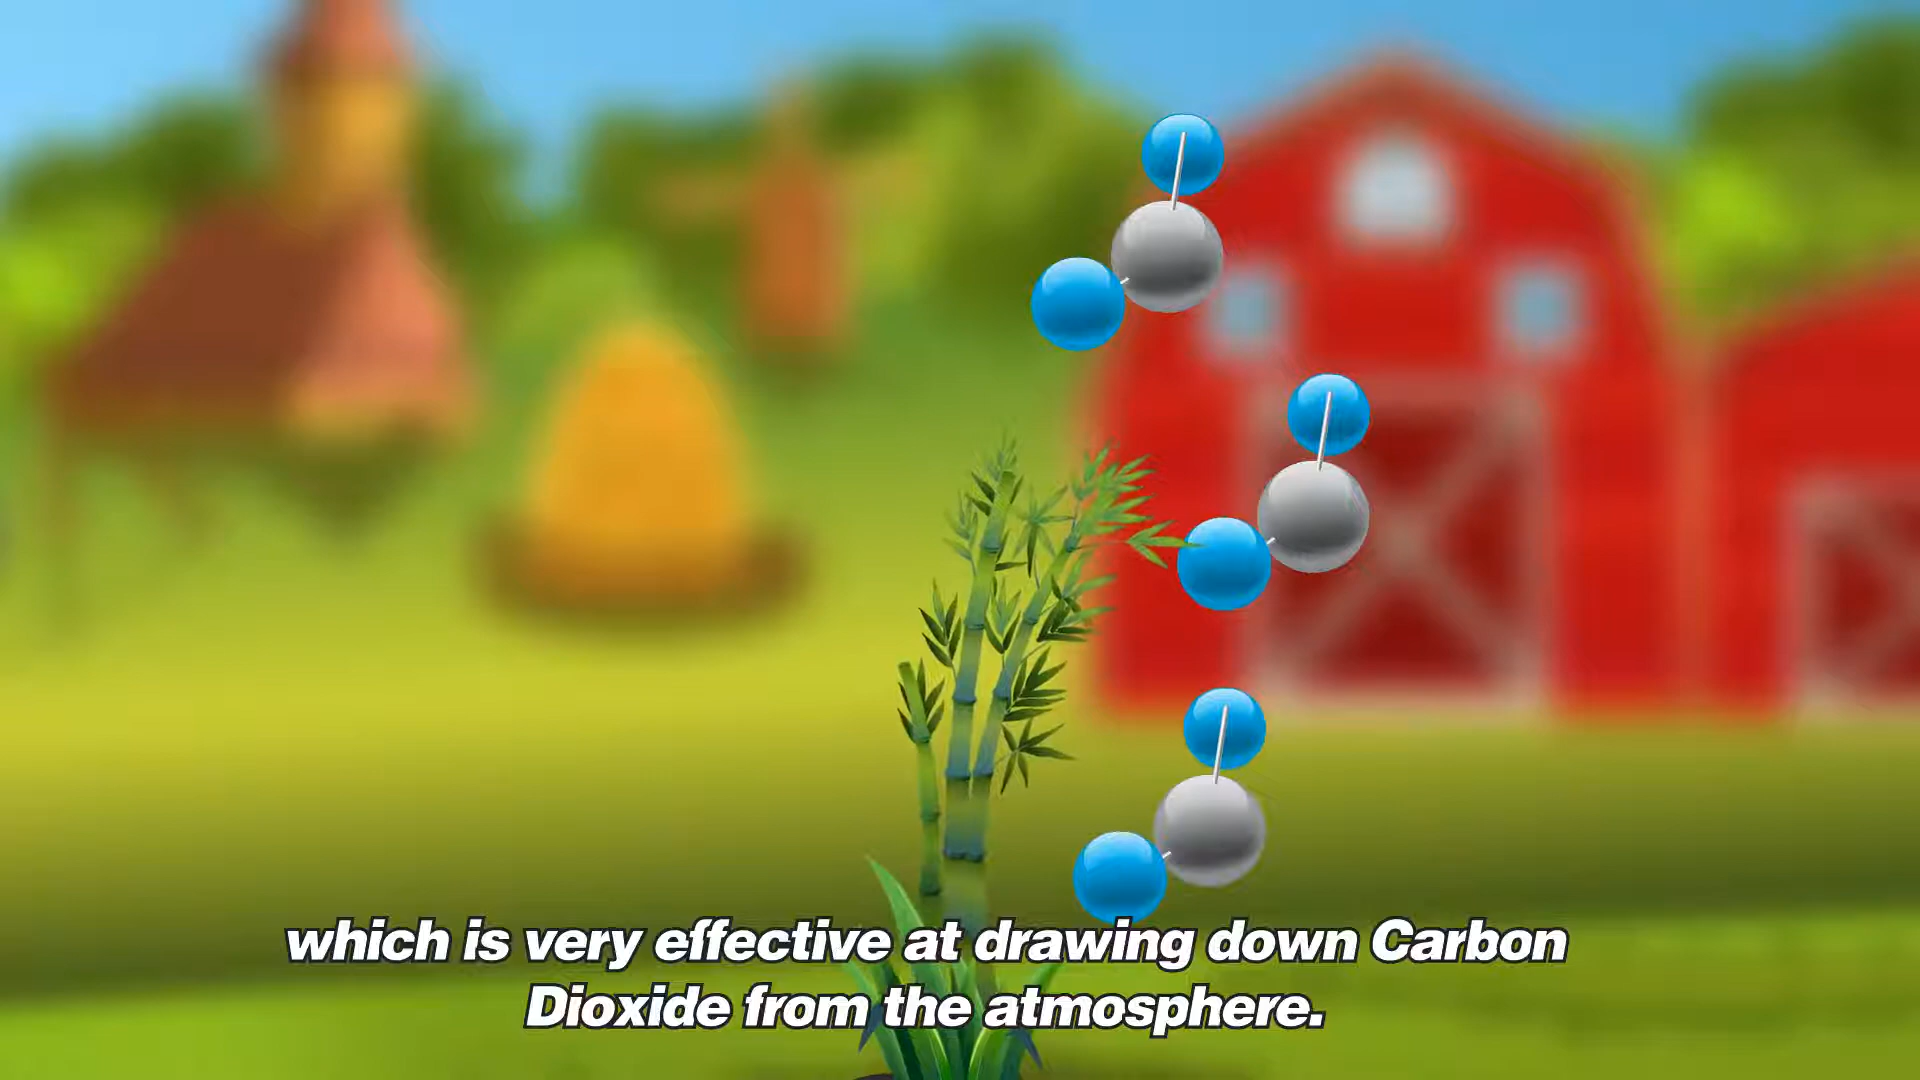 which is very effective at drawing down Carbon
Dioxide from the atmosphere.